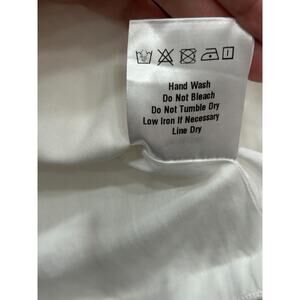 Hand Wash
Do Not Bleach
Do Not Tumble Dry
Low Iron If Necessary
Line Dry